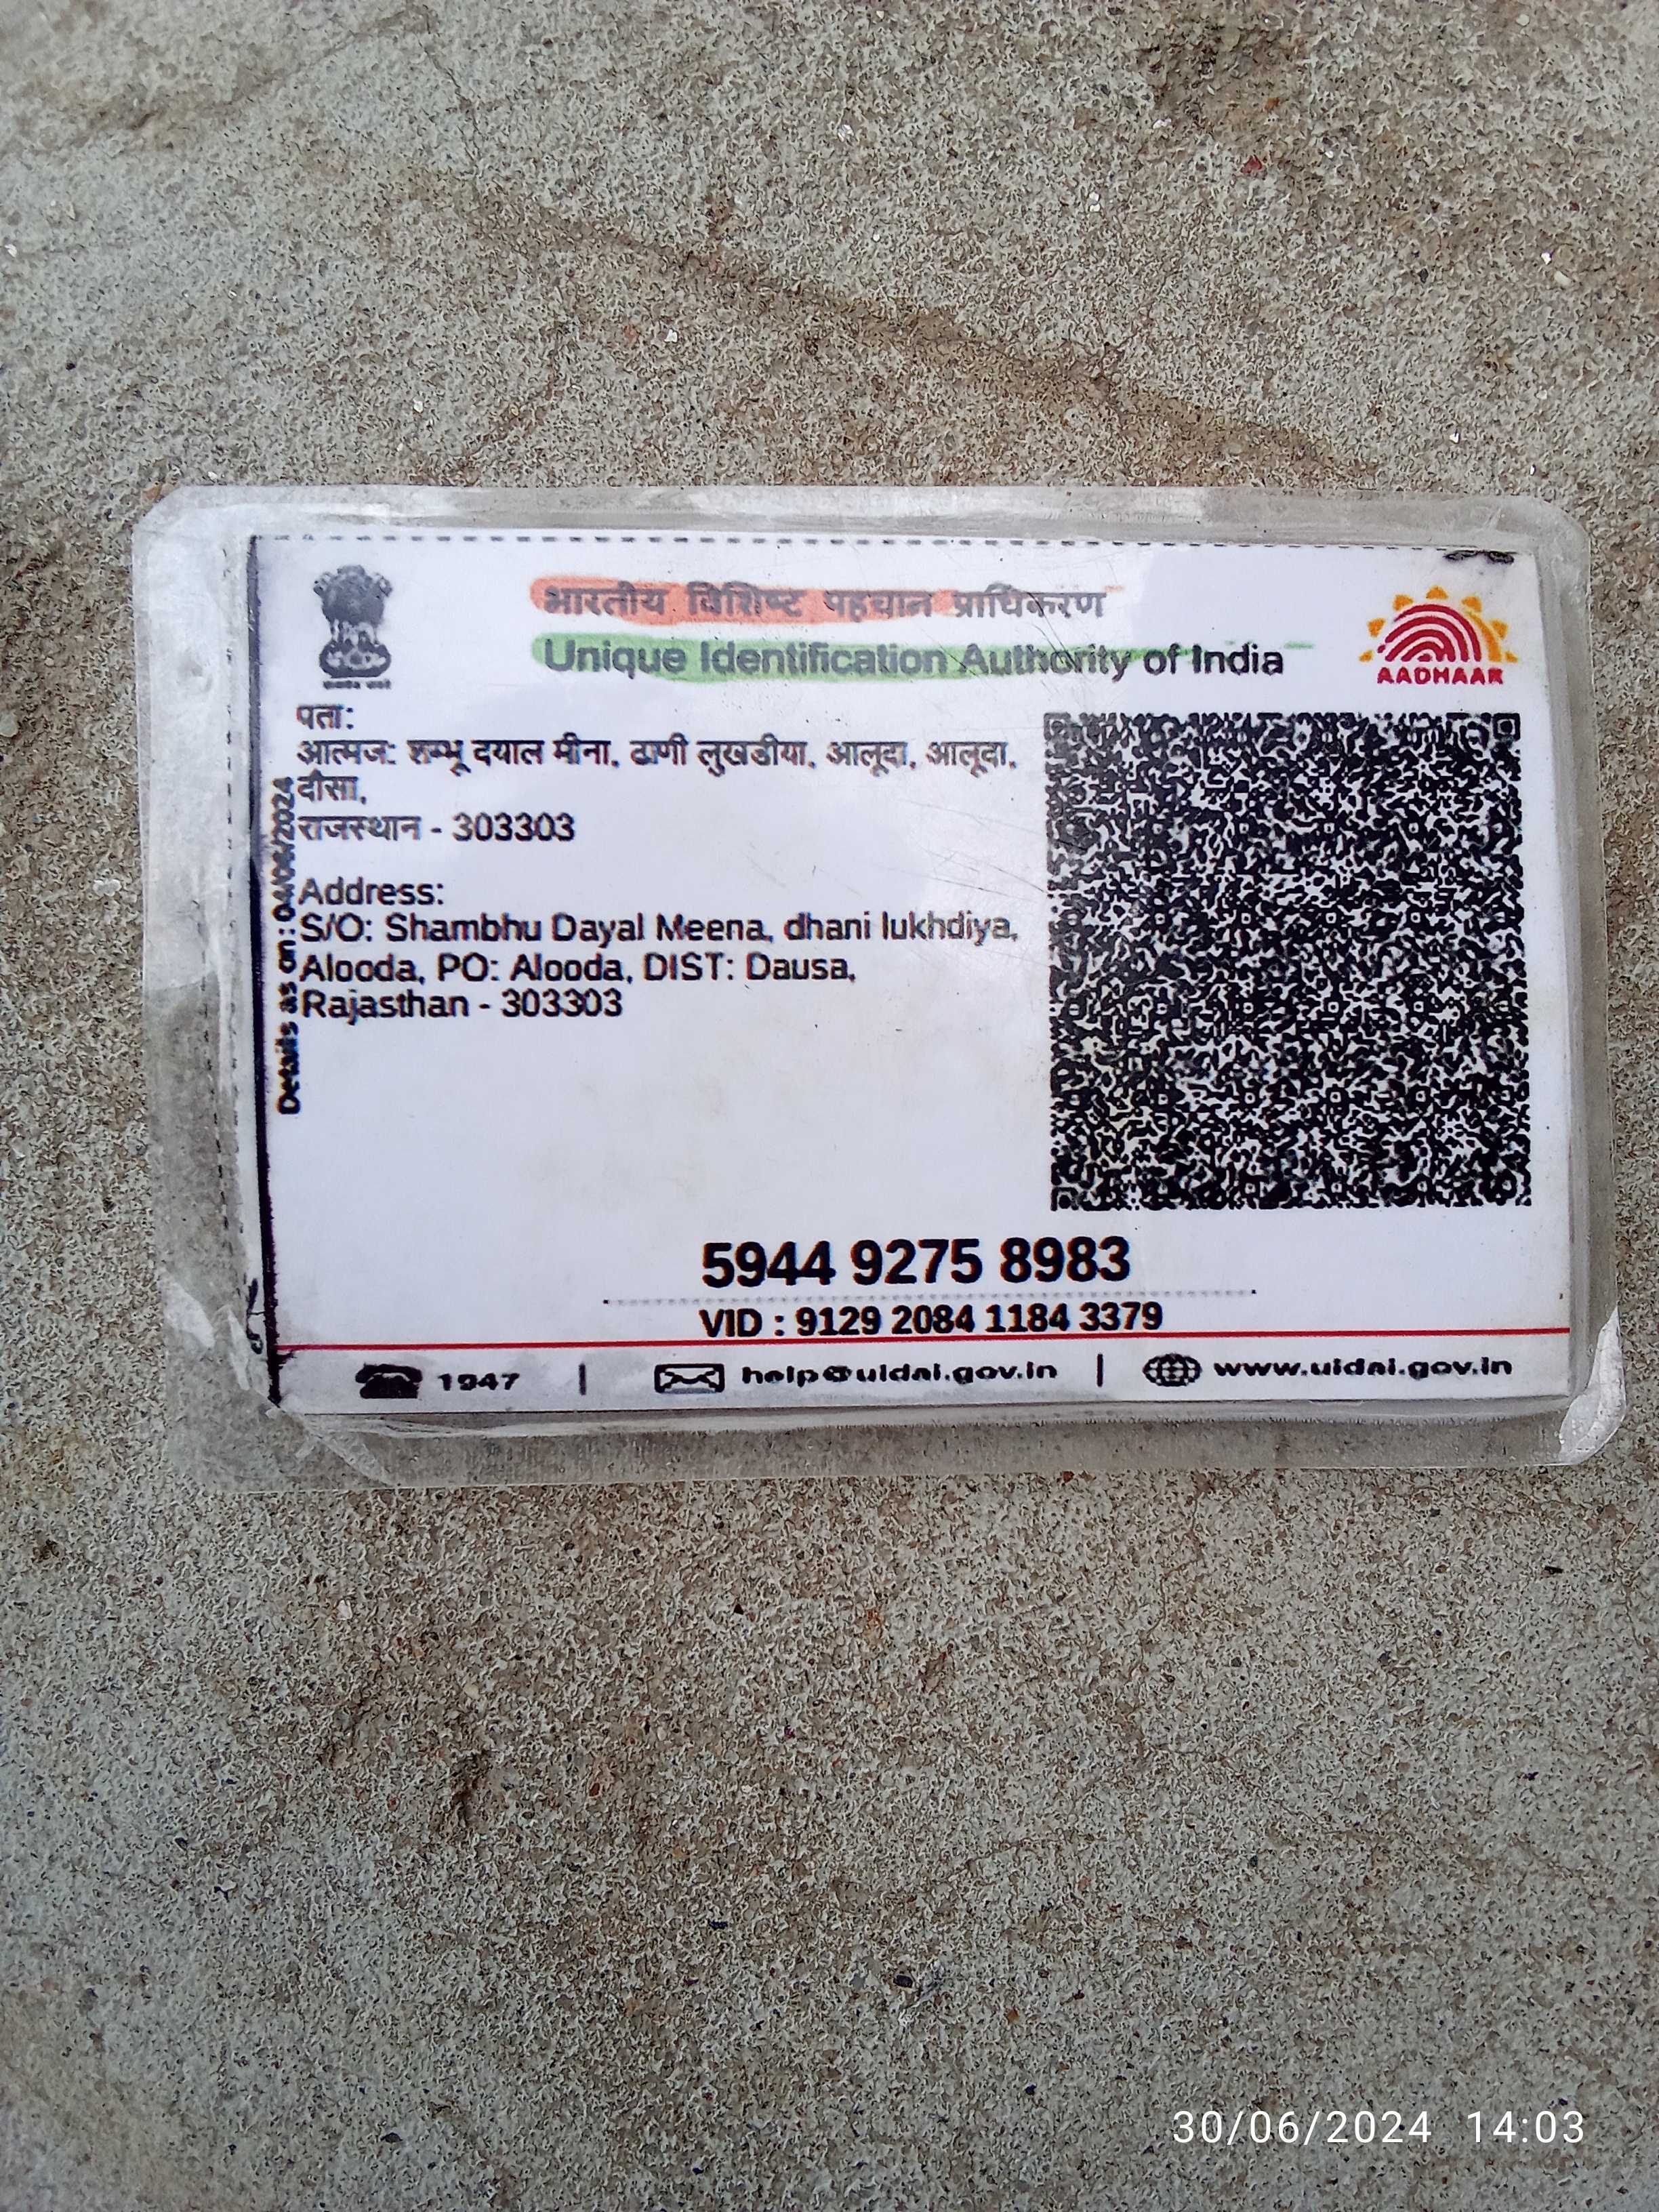 भारतीय विशिष्ट पहचान प्राधिकरण
Unique Identification Authority of India
AADHAAR
पता:
आत्मज: शम्भू दयाल मीना, ढाणी लुखडीया, आलूदा, आलूदा,
दौसा,
राजस्थान - 303303
Address:
S/O: Shambhu Dayal Meena, dhani lukhdiya,
Alooda, PO: Alooda, DIST: Dausa,
Rajasthan - 303303
Details as on: 04/06/2024
5944 9275 8983
VID : 9129 2084 1184 3379
1947 | help@uidai.gov.in | www.uidai.gov.in
30/06/2024 14:03